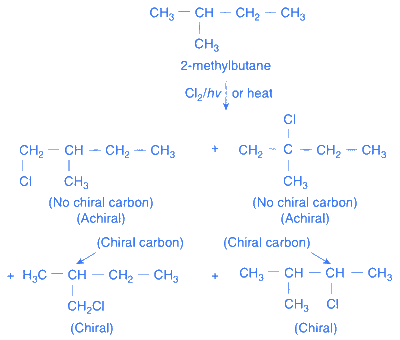 CH₃ — CH — CH₂ — CH₃
CH₃
2-methylbutane
Cl₂/hv or heat
Cl
CH₂ — CH — CH₂ — CH₃ + CH₂ — C — CH₂ — CH₃
Cl CH₃ CH₃
(No chiral carbon) (No chiral carbon)
(Achiral) (Achiral)
(Chiral carbon) (Chiral carbon)
+ H₃C — CH — CH₂ — CH₃ + CH₃ — CH — CH — CH₃
CH₂Cl CH₃ Cl
(Chiral) (Chiral)